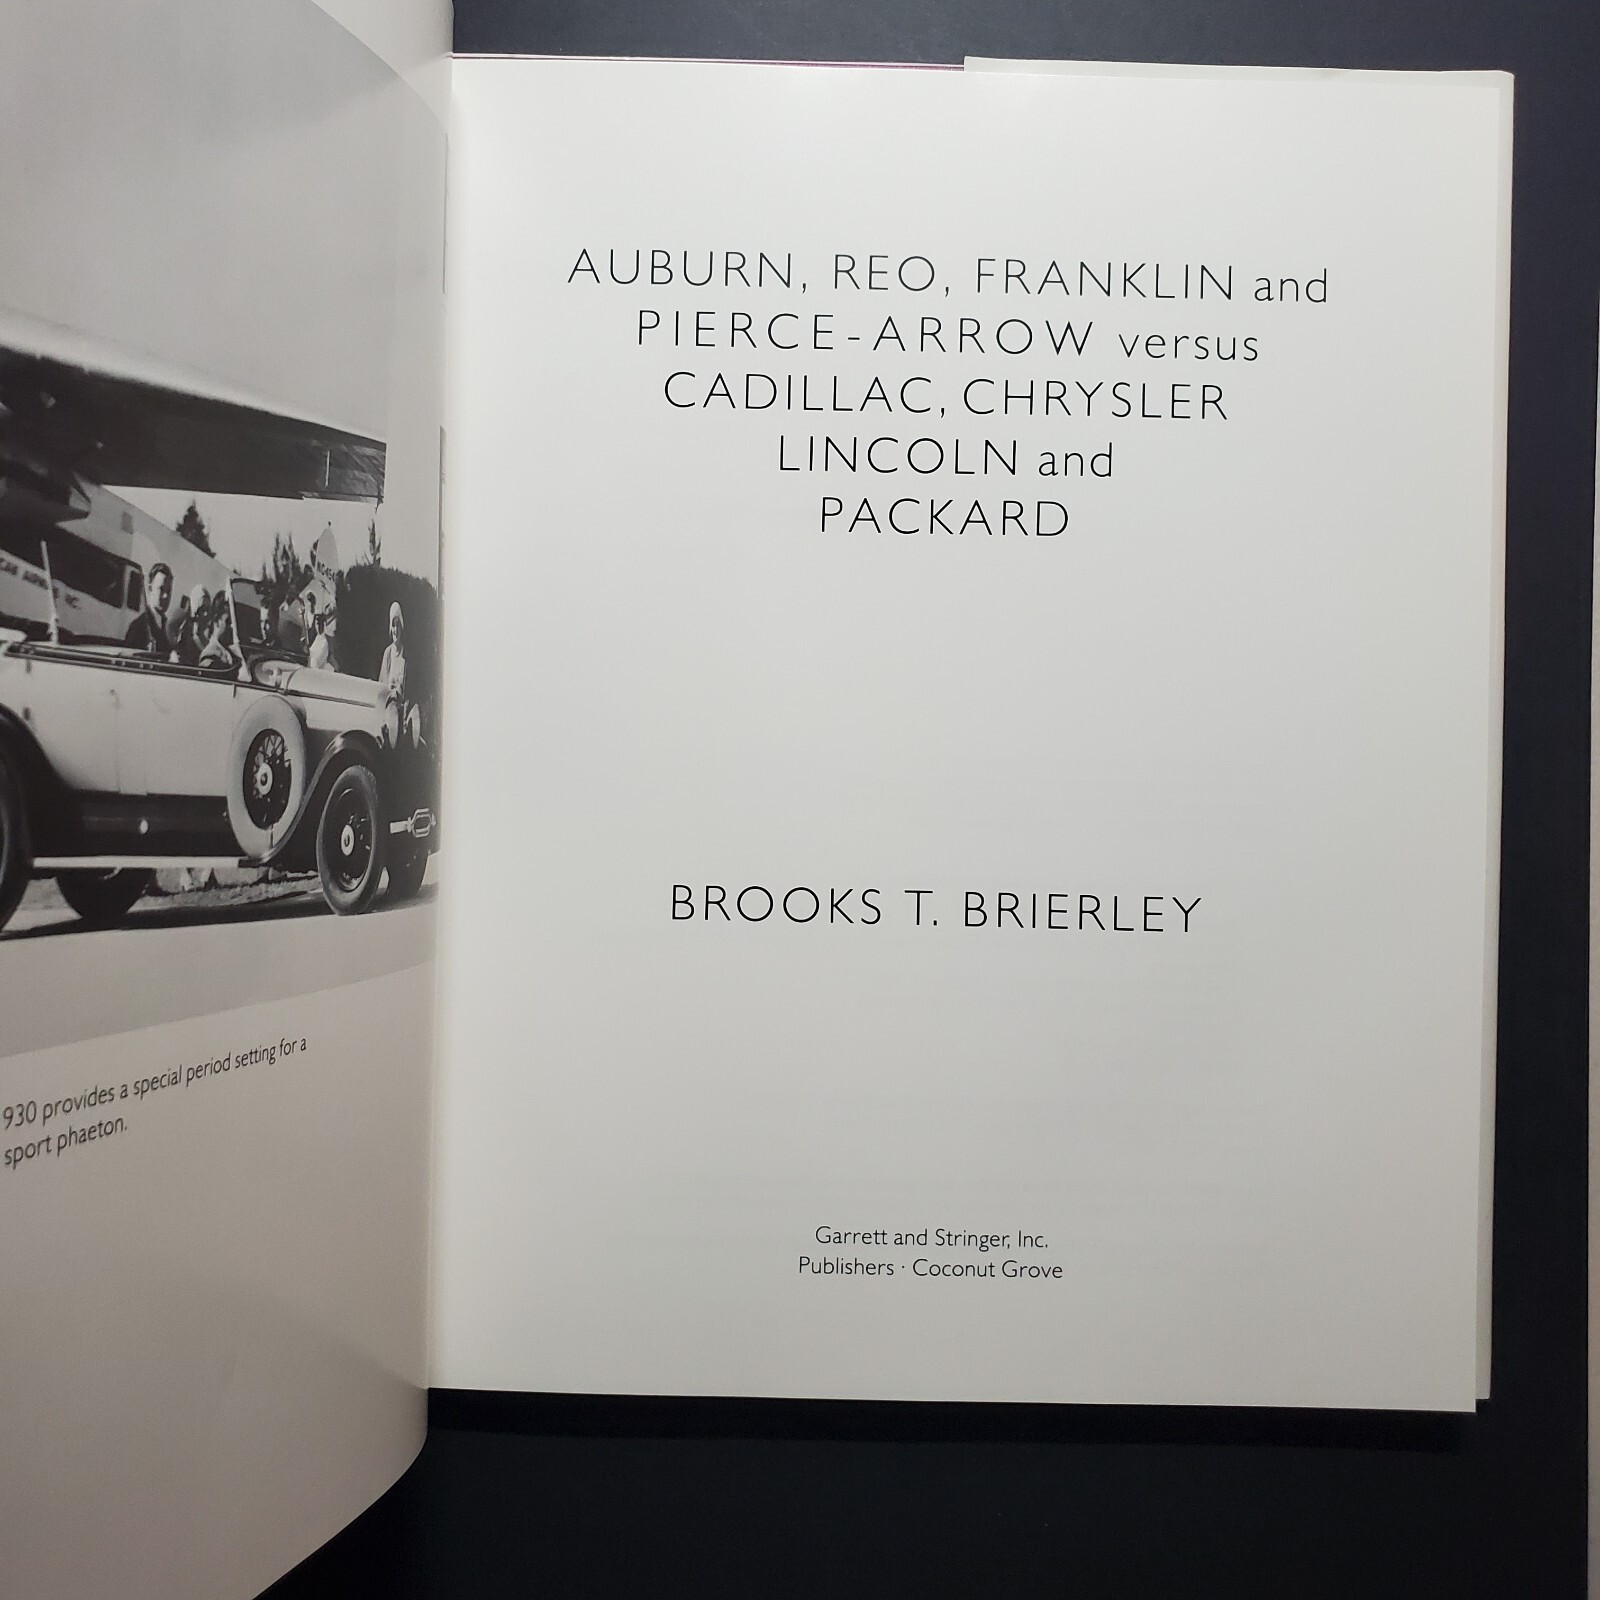 930 provides a special period setting for a
sport phaeton.
AUBURN, REO, FRANKLIN and
PIERCE-ARROW versus
CADILLAC, CHRYSLER
LINCOLN and
PACKARD
BROOKS T. BRIERLEY
Garrett and Stringer, Inc.
Publishers · Coconut Grove